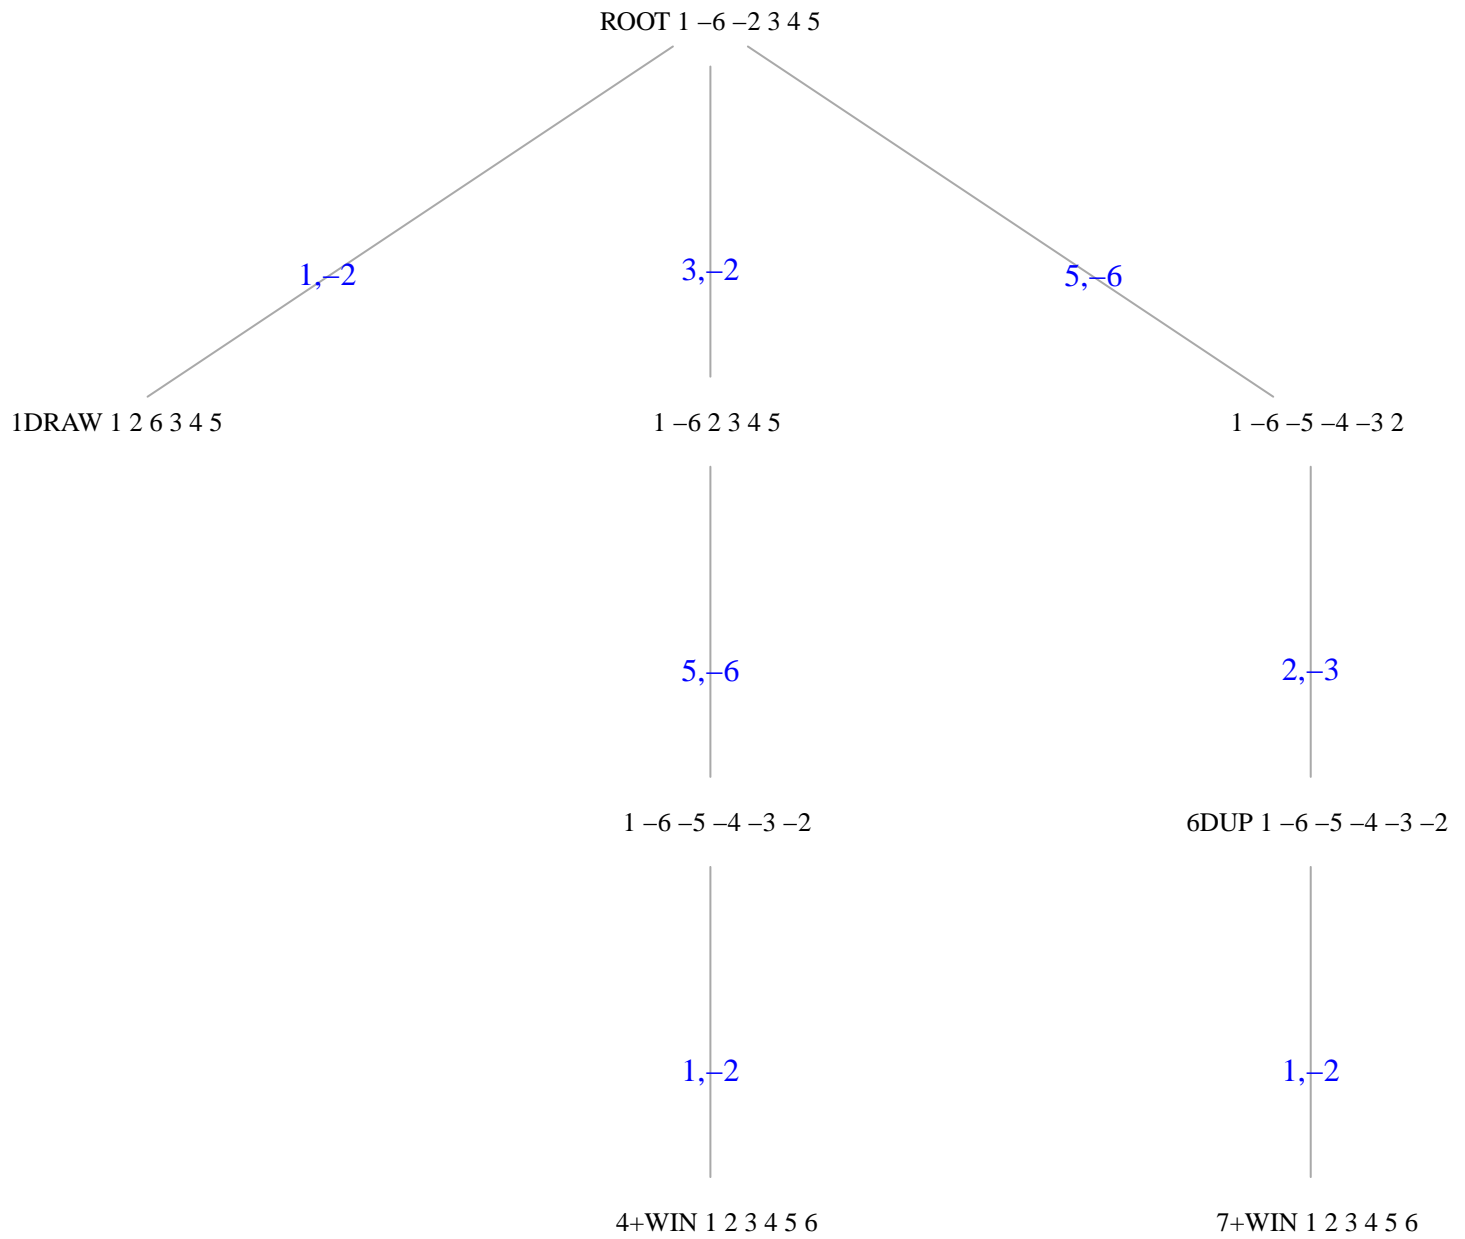 ROOT 1 –6 –2 3 4 5
1,–2
3,–2
5,–6
1DRAW 1 2 6 3 4 5
1 –6 2 3 4 5
1 –6 –5 –4 –3 2
5,–6
2,–3
1 –6 –5 –4 –3 –2
6DUP 1 –6 –5 –4 –3 –2
1,–2
1,–2
4+WIN 1 2 3 4 5 6
7+WIN 1 2 3 4 5 6